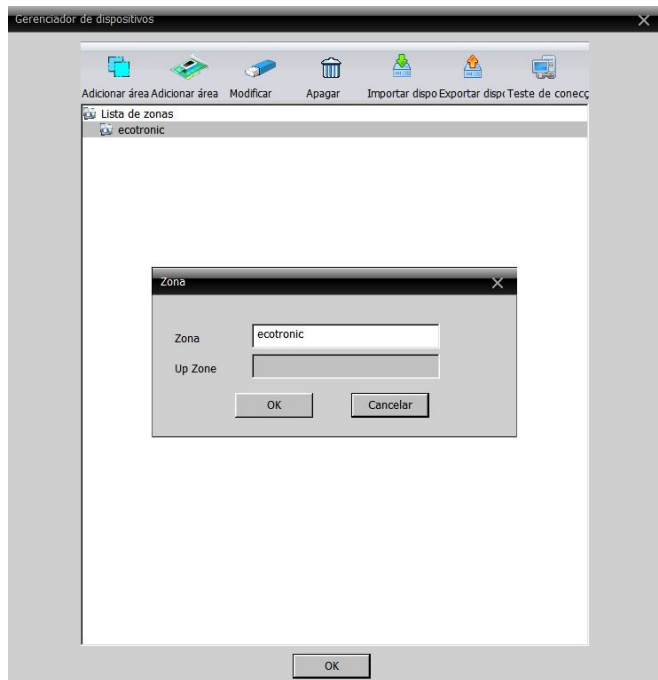 Gerenciador de dispositivos
Adicionar área Adicionar área Modificar Apagar Importar dispo Exportar dispo Teste de conecç
Lista de zonas
ecotronic
Zona
Zona ecotronic
Up Zone
OK Cancelar
OK